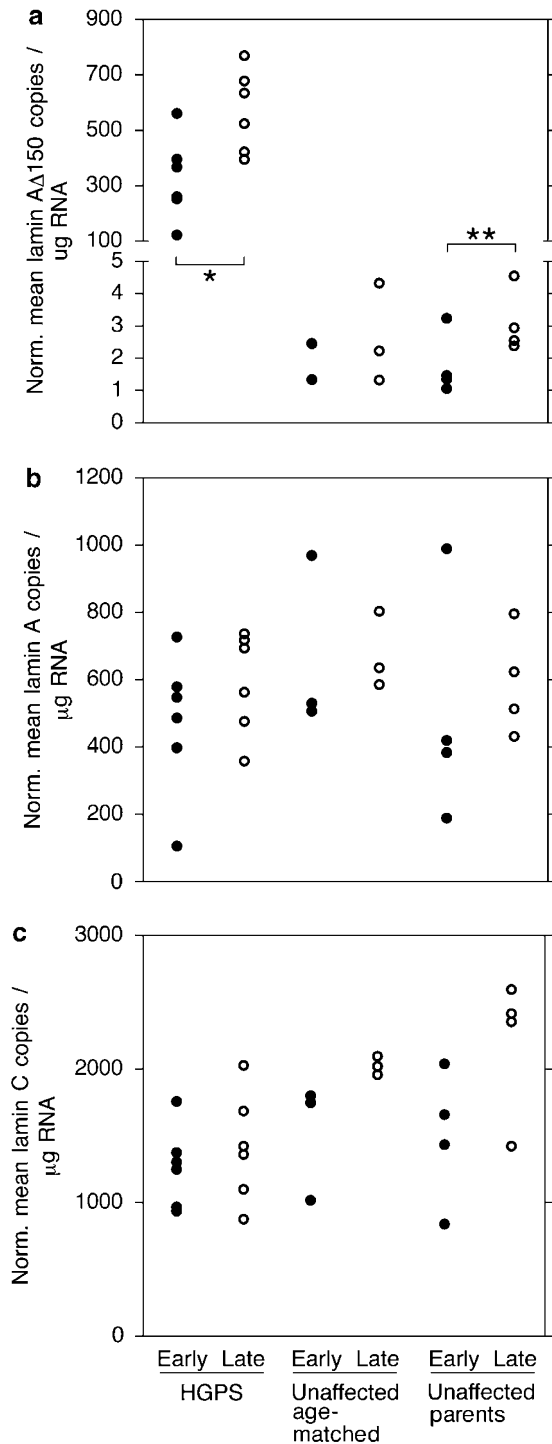 a
Norm. mean lamin AΔ150 copies /
ug RNA
900
700
500
300
100
5
4
3
2
1
0
*
**
b
Norm. mean lamin A copies /
μg RNA
1200
1000
800
600
400
200
0
c
Norm. mean lamin C copies /
μg RNA
3000
2000
1000
0
Early Late Early Late Early Late
HGPS Unaffected Unaffected
age- parents
matched